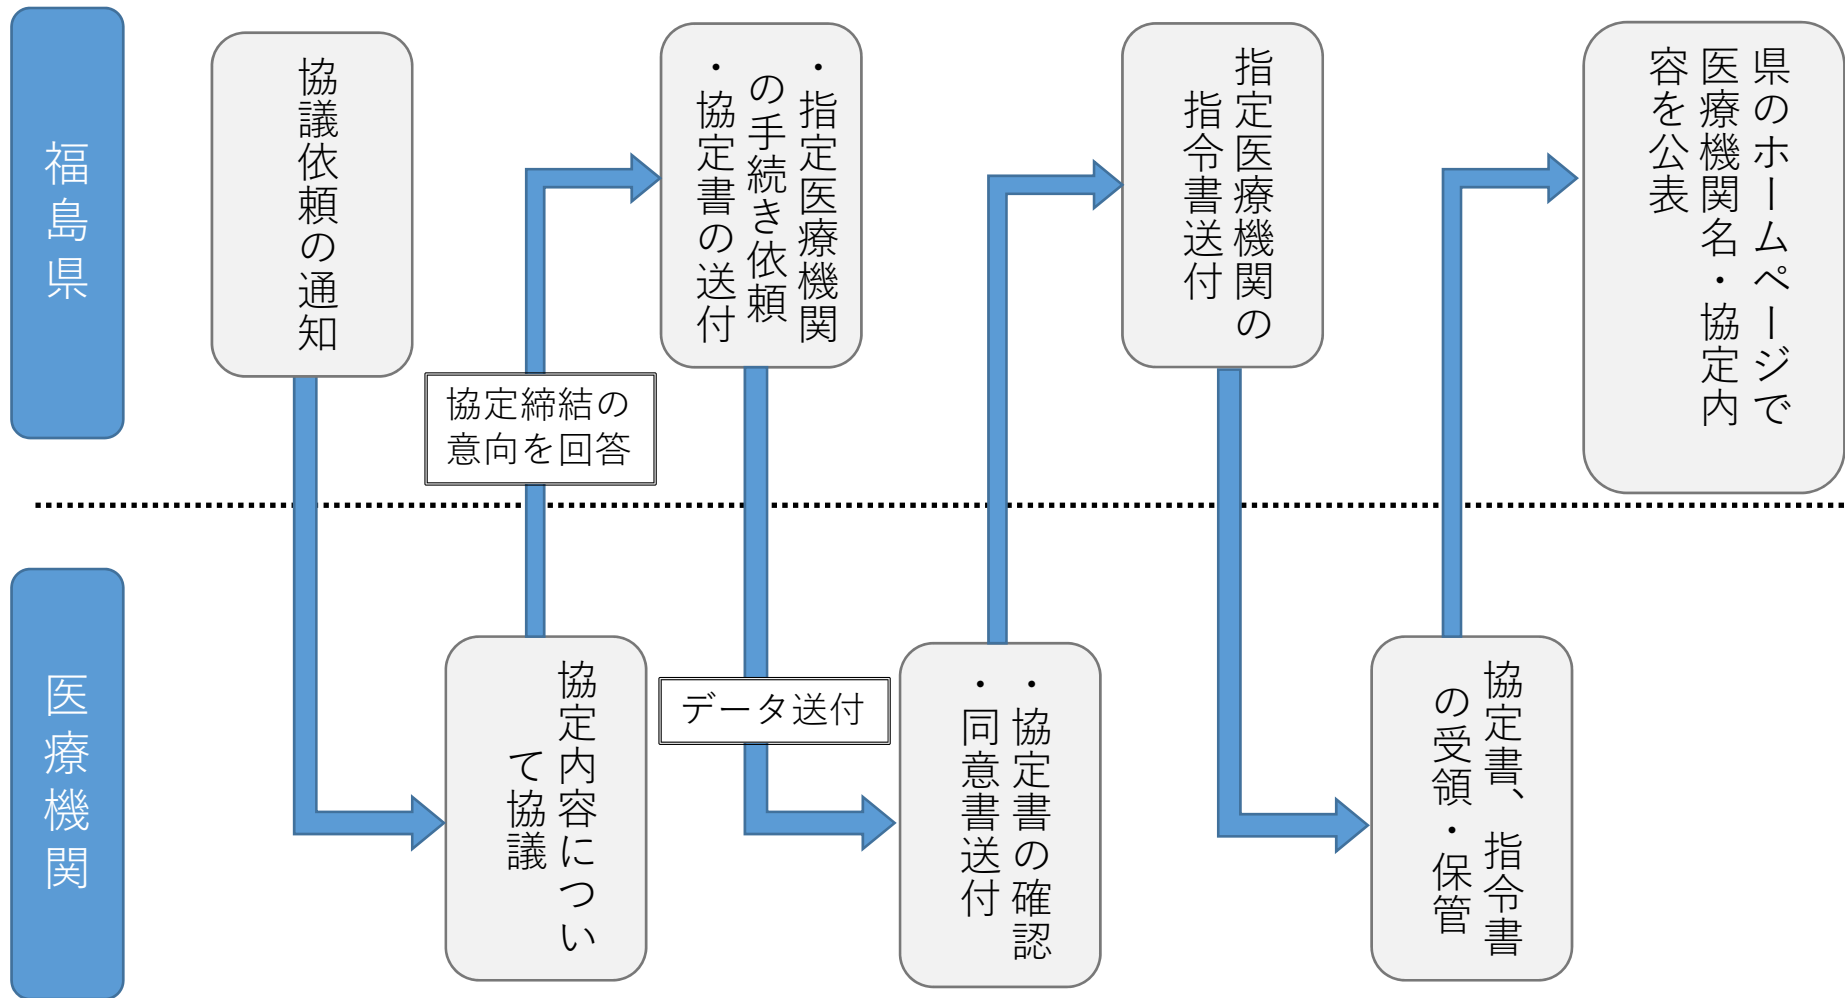 福島県
協議依頼の通知
・指定医療機関
の手続き依頼
・協定書の送付
指定医療機関の
指令書送付
県のホームページで
医療機関名・協定内
容を公表
協定締結の
意向を回答
データ送付
医療機関
協定内容につい
て協議
・協定書の確認
・同意書送付
協定書、指令書
の受領・保管